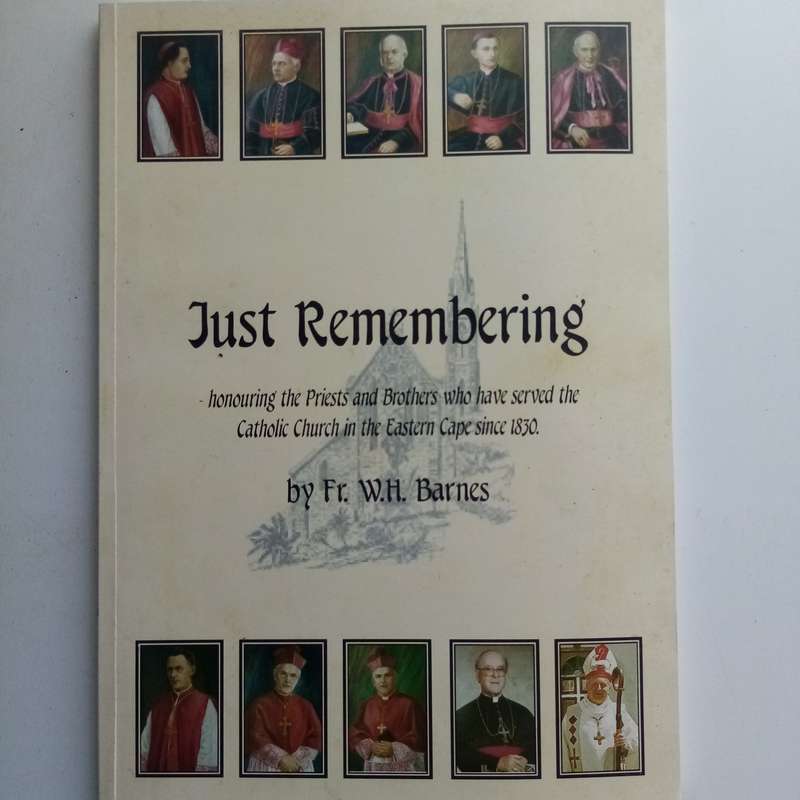 Just Remembering
- honouring the Priests and Brothers who have served the
Catholic Church in the Eastern Cape since 1830.
by Fr. W.H. Barnes